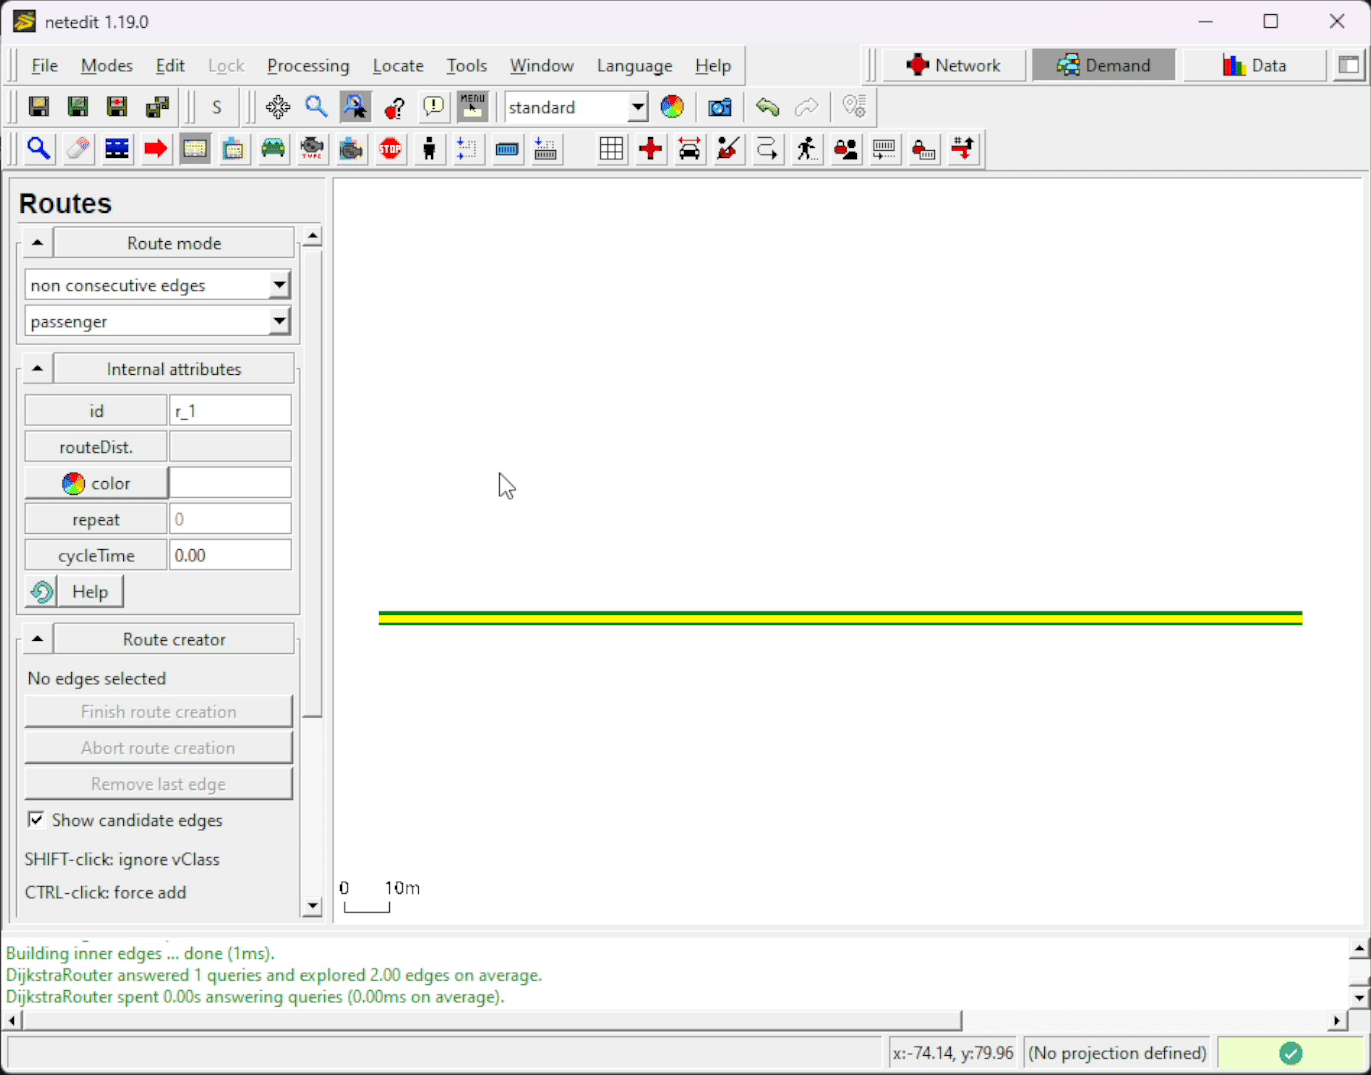 netedit 1.19.0
File Modes Edit Lock Processing Locate Tools Window Language Help
Network Demand Data
S MENU standard
TYPE STOP
Routes
Route mode
non consecutive edges
passenger
Internal attributes
id r_1
routeDist.
color
repeat 0
cycleTime 0.00
Help
Route creator
No edges selected
Finish route creation
Abort route creation
Remove last edge
Show candidate edges
SHIFT-click: ignore vClass
CTRL-click: force add
0 10m
Building inner edges ... done (1ms).
DijkstraRouter answered 1 queries and explored 2.00 edges on average.
DijkstraRouter spent 0.00s answering queries (0.00ms on average).
x:-74.14, y:79.96 (No projection defined)